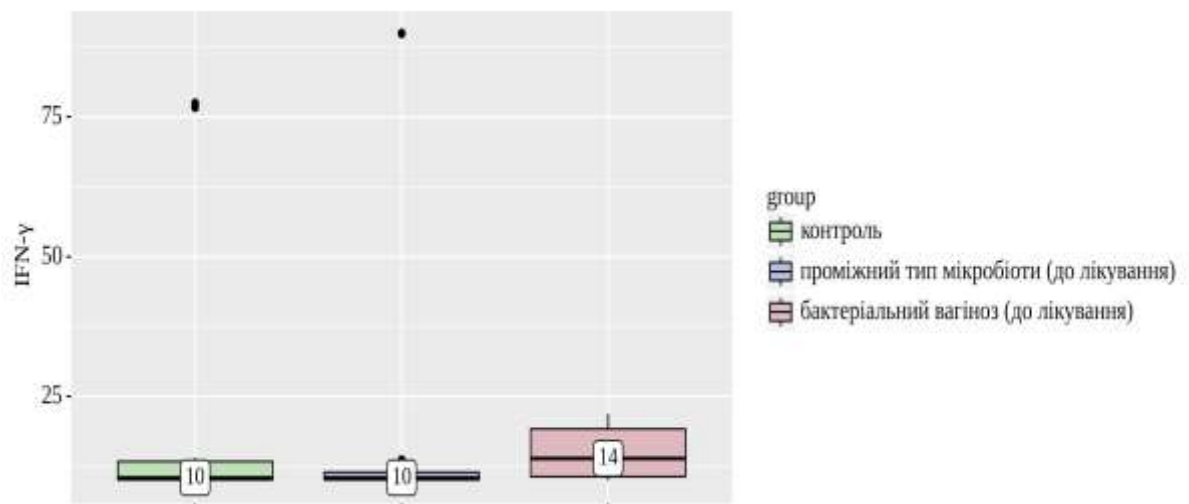 75
50
25
IFN-γ
10
10
14
group
контроль
проміжний тип мікробіоти (до лікування)
бактеріальний вагіноз (до лікування)